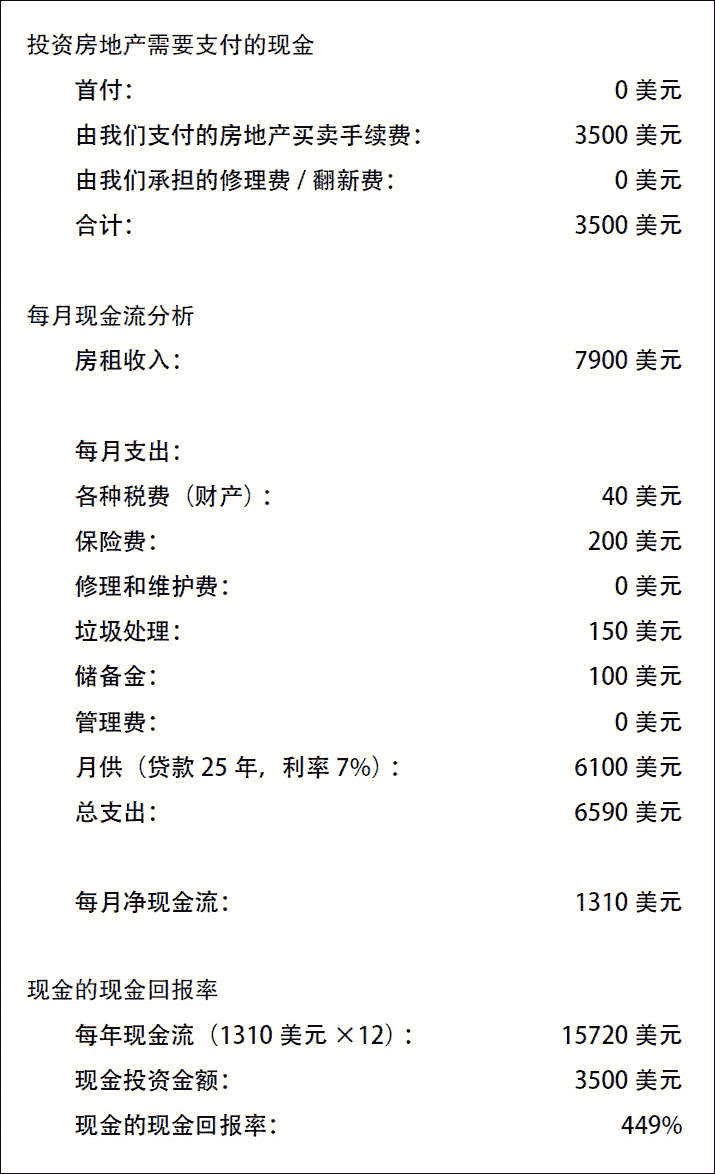 投资房地产需要支付的现金
首付： 0 美元
由我们支付的房地产买卖手续费： 3500 美元
由我们承担的修理费 / 翻新费： 0 美元
合计： 3500 美元
每月现金流分析
房租收入： 7900 美元
每月支出：
各种税费（财产）： 40 美元
保险费： 200 美元
修理和维护费： 0 美元
垃圾处理： 150 美元
储备金： 100 美元
管理费： 0 美元
月供（贷款 25 年，利率 7%）： 6100 美元
总支出： 6590 美元
每月净现金流： 1310 美元
现金的现金回报率
每年现金流（1310 美元 ×12）： 15720 美元
现金投资金额： 3500 美元
现金的现金回报率： 449%